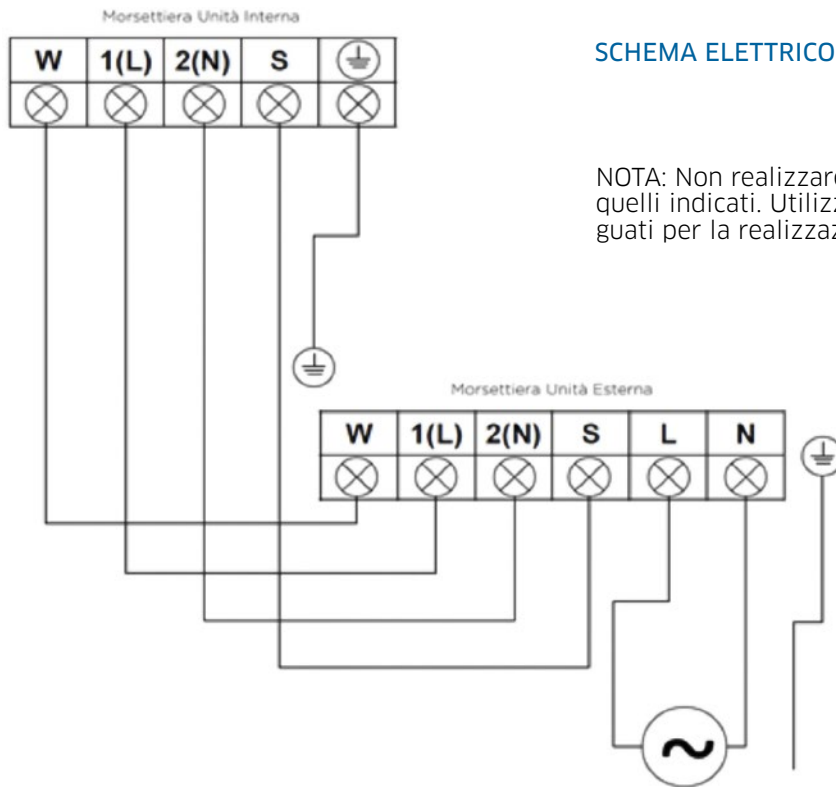 Morsettiera Unità Interna
W 1(L) 2(N) S
SCHEMA ELETTRICO
NOTA: Non realizzare
quelli indicati. Utilizz
guati per la realizzaz
Morsettiera Unità Esterna
W 1(L) 2(N) S L N